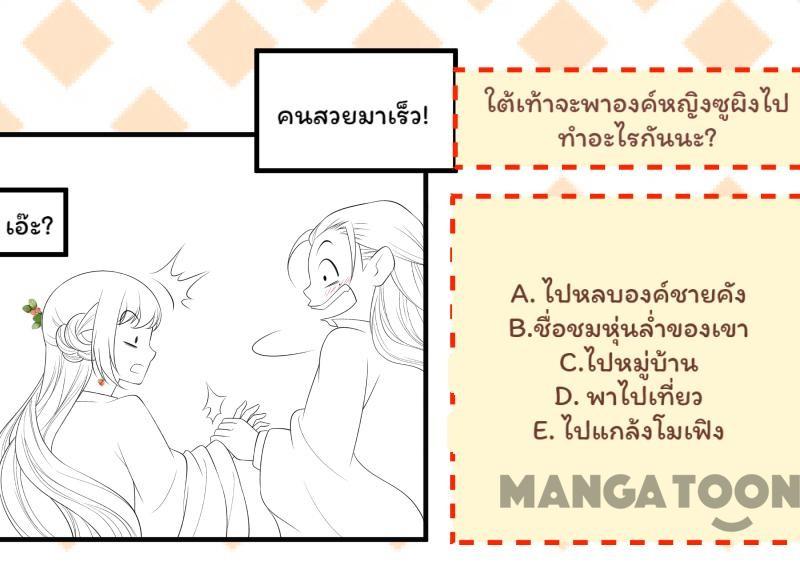 คนสวยมาเร็ว!
เอ๊ะ?
ใต้เท้าจะพาองค์หญิงซูผิงไป
ทำอะไรกันนะ?
A. ไปหลบองค์ชายคัง
B.ชื่อชมหุ่นล่ำของเขา
C.ไปหมู่บ้าน
D. พาไปเที่ยว
E. ไปแกล้งโมเฟิง
MANGATOON